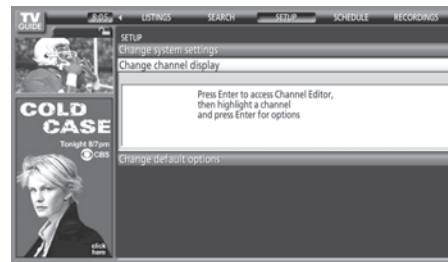 TV
GUIDE
8:05 LISTINGS SEARCH SETUP SCHEDULE RECORDINGS
SETUP
Change system settings
Change channel display
Press Enter to access Channel Editor,
then highlight a channel
and press Enter for options
Change default options
COLD
CASE
Tonight 8/7pm
CBS
click
here